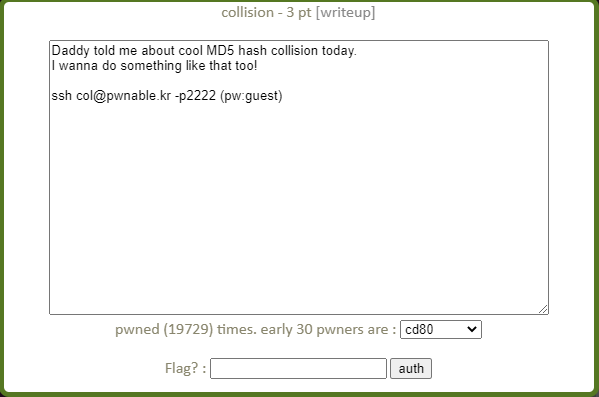 collision - 3 pt [writeup]
Daddy told me about cool MD5 hash collision today.
I wanna do something like that too!
ssh col@pwnable.kr -p2222 (pw:guest)
pwned (19729) times. early 30 pwners are : cd80
Flag? : auth